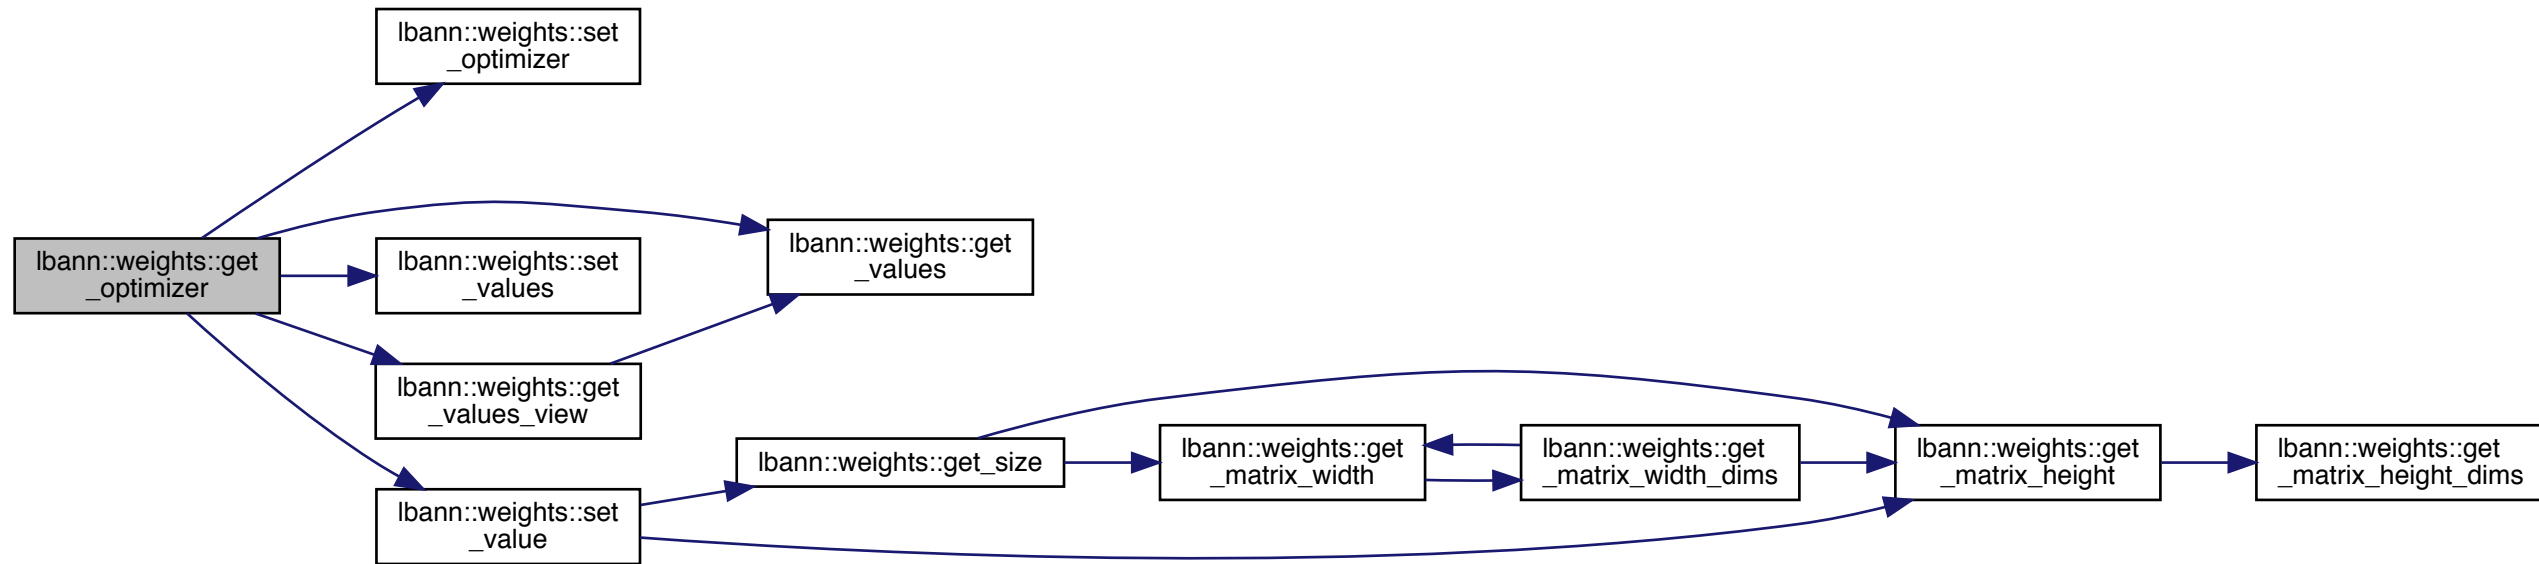 lbann::weights::set
_optimizer
lbann::weights::get
_optimizer
lbann::weights::set
_values
lbann::weights::get
_values
lbann::weights::get
_values_view
lbann::weights::set
_value
lbann::weights::get_size
lbann::weights::get
_matrix_width
lbann::weights::get
_matrix_width_dims
lbann::weights::get
_matrix_height
lbann::weights::get
_matrix_height_dims